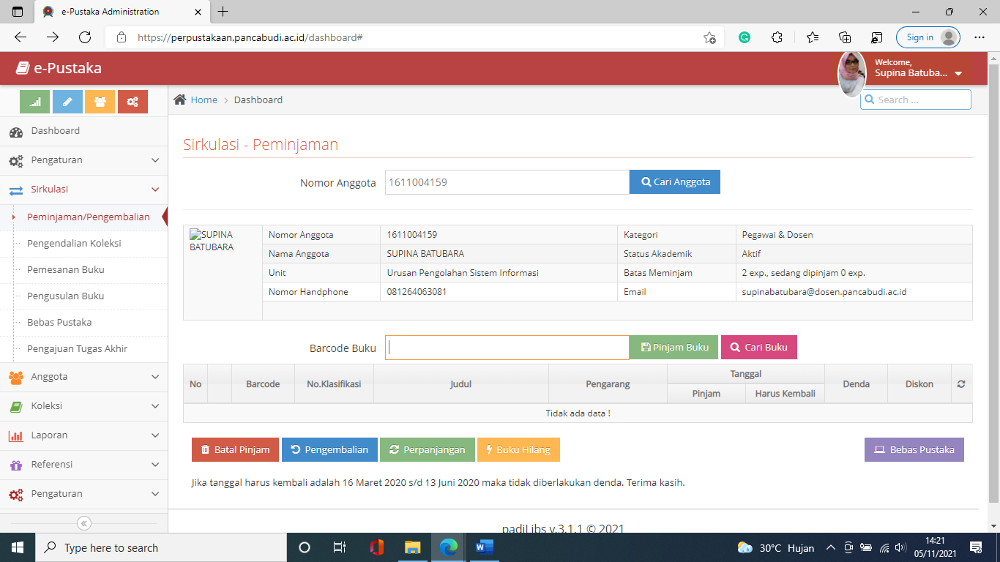 e-Pustaka Administration
https://perpustakaan.pancabudi.ac.id/dashboard#
Sign in
e-Pustaka
Welcome,
Supina Batuba...
Home
Dashboard
Search ...
Dashboard
Pengaturan
Sirkulasi
Peminjaman/Pengembalian
Pengendalian Koleksi
Pemesanan Buku
Pengusulan Buku
Bebas Pustaka
Pengajuan Tugas Akhir
Anggota
Koleksi
Laporan
Referensi
Pengaturan
Sirkulasi - Peminjaman
Nomor Anggota 1611004159 Cari Anggota
SUPINA BATUBARA
Nomor Anggota 1611004159 Kategori Pegawai & Dosen
Nama Anggota SUPINA BATUBARA Status Akademik Aktif
Unit Urusan Pengolahan Sistem Informasi Batas Meminjam 2 exp., sedang dipinjam 0 exp.
Nomor Handphone 081264063081 Email supinabatubara@dosen.pancabudi.ac.id
Barcode Buku Pinjam Buku Cari Buku
No Barcode No.Klasifikasi Judul Pengarang Tanggal Denda Diskon
Pinjam Harus Kembali
Tidak ada data !
Batal Pinjam Pengembalian Perpanjangan Buku Hilang Bebas Pustaka
Jika tanggal harus kembali adalah 16 Maret 2020 s/d 13 Juni 2020 maka tidak diberlakukan denda. Terima kasih.
padiLibs v.3.1.1 © 2021
Type here to search
30°C Hujan
14:21
05/11/2021